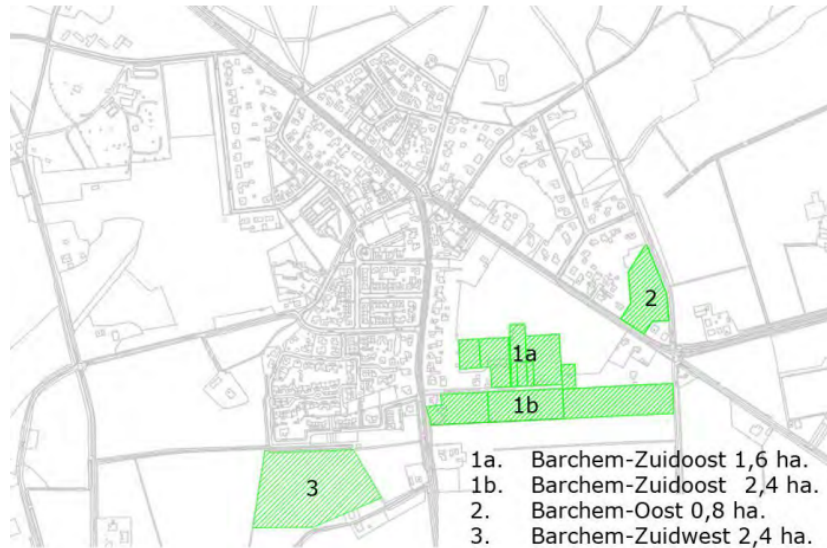 2
1a
1b
3
1a. Barchem-Zuidoost 1,6 ha.
1b. Barchem-Zuidoost 2,4 ha.
2. Barchem-Oost 0,8 ha.
3. Barchem-Zuidwest 2,4 ha.